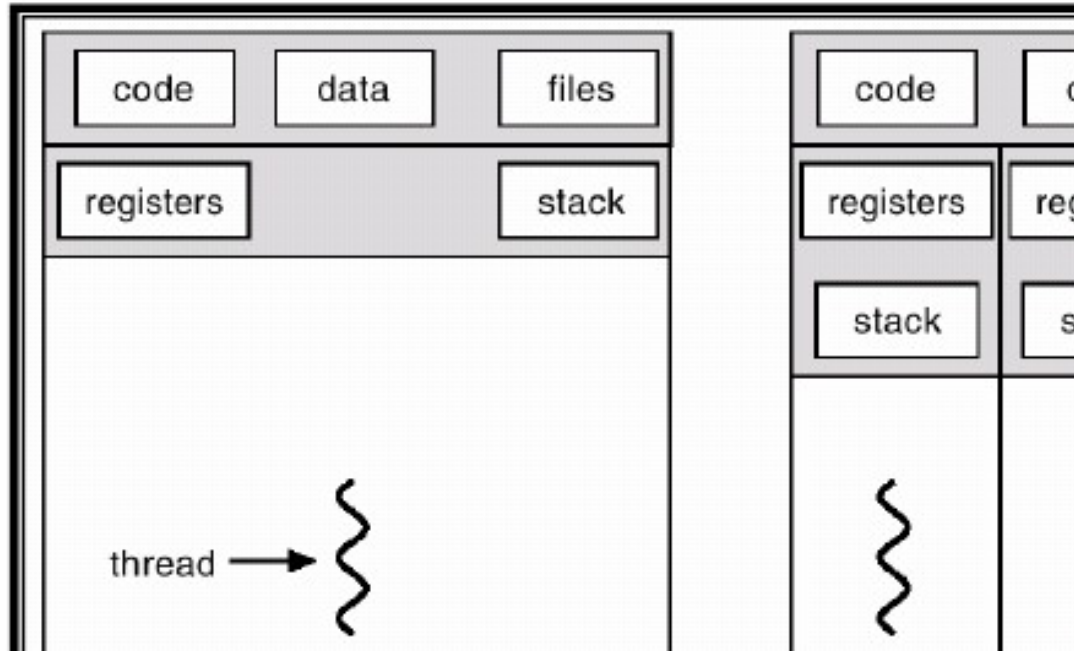 code data files
registers stack
thread
code
registers
stack